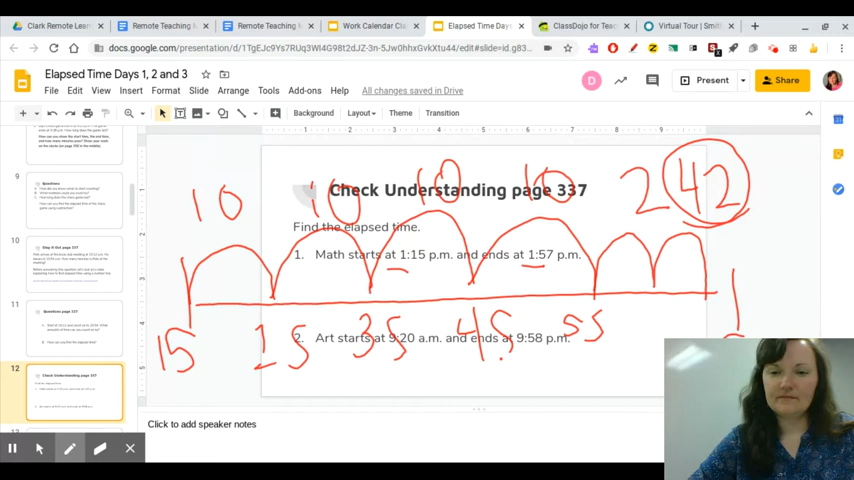 Clark Remote Learn
Remote Teaching M
Remote Teaching M
Work Calendar Cl
Elapsed Time Days
ClassDojo for Teac
Virtual Tour | Smit
docs.google.com/presentation/d/1TgEJc9Ys7RUq3WI4G98t2dJZ-3n-5Jw0hhxGvkXtu44/edit#slide=id.g83...
Elapsed Time Days 1, 2 and 3
File Edit View Insert Format Slide Arrange Tools Add-ons Help All changes saved in Drive
D
Present
Share
Background Layout Theme Transition
9
Questions
10
Step it Out page 337
11
Questions page 337
12
Check Understanding page 337
Find the elapsed time.
Check Understanding page 337
Find the elapsed time.
1. Math starts at 1:15 p.m. and ends at 1:57 p.m.
2. Art starts at 9:20 a.m. and ends at 9:58 p.m.
10 10 10 10 2 42
15 25 35 45 55
Click to add speaker notes